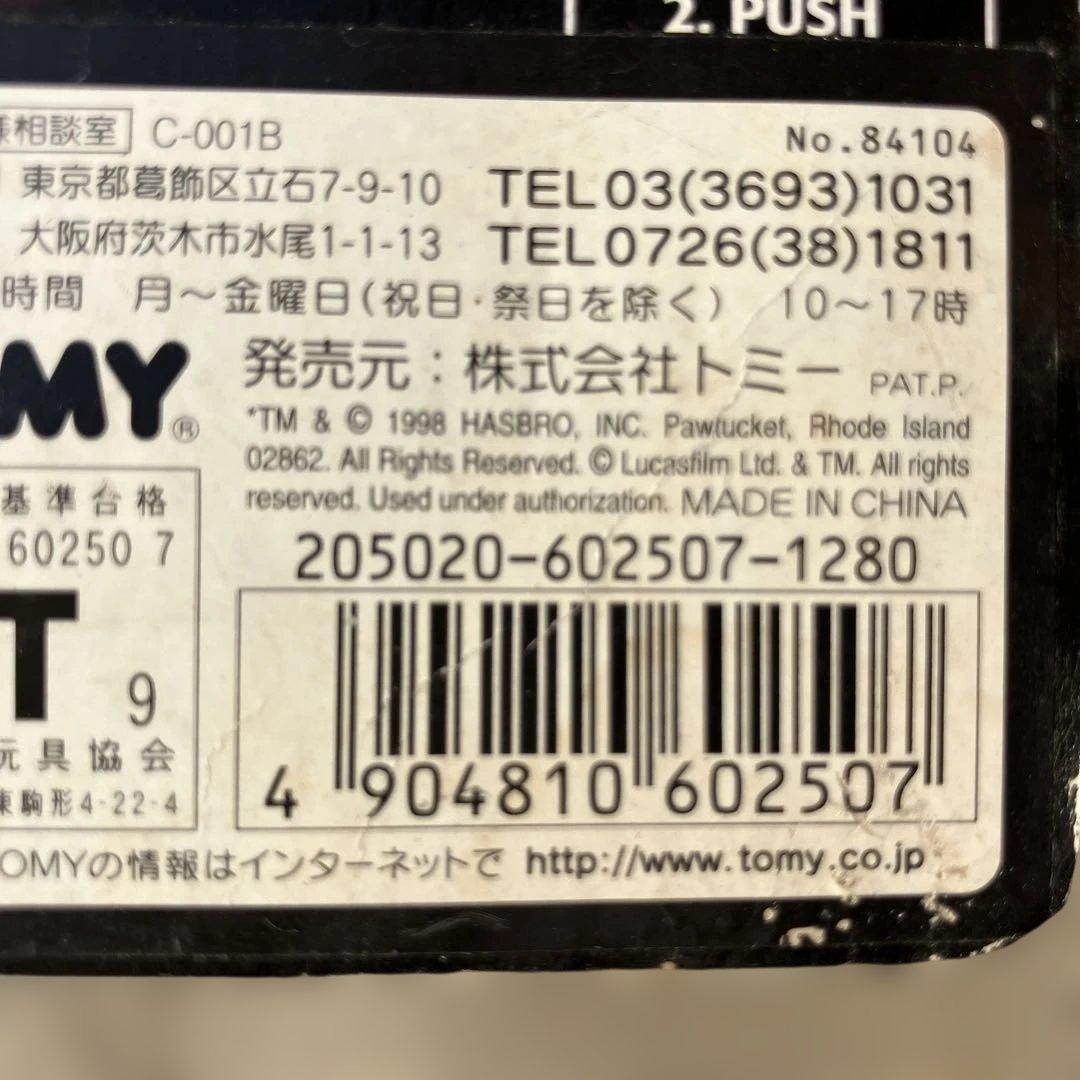 2. PUSH
様相談室 C-001B
No.84104
東京都葛飾区立石7-9-10 TEL03(3693)1031
大阪府茨木市水尾1-1-13 TEL0726(38)1811
時間 月～金曜日(祝日・祭日を除く) 10～17時
OMY®
発売元:株式会社トミー PAT.P.
*TM & © 1998 HASBRO, INC. Pawtucket, Rhode Island
02862. All Rights Reserved. © Lucasfilm Ltd. & TM. All rights
reserved. Used under authorization. MADE IN CHINA
基準合格
602507
T 9
玩具協会
東駒形4-22-4
205020-602507-1280
4 904810 602507
TOMYの情報はインターネットで http://www.tomy.co.jp